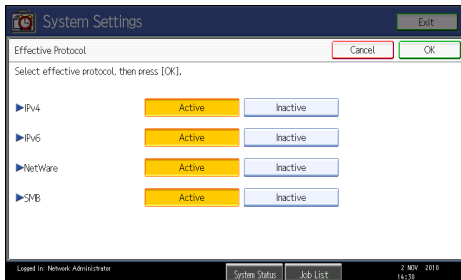 System Settings
Exit
Effective Protocol
Cancel
OK
Select effective protocol, then press [OK].
►IPv4
Active
Inactive
►IPv6
Active
Inactive
►NetWare
Active
Inactive
►SMB
Active
Inactive
Logged in: Network Administrator
System Status
Job List
2 NOV 2010
14:30